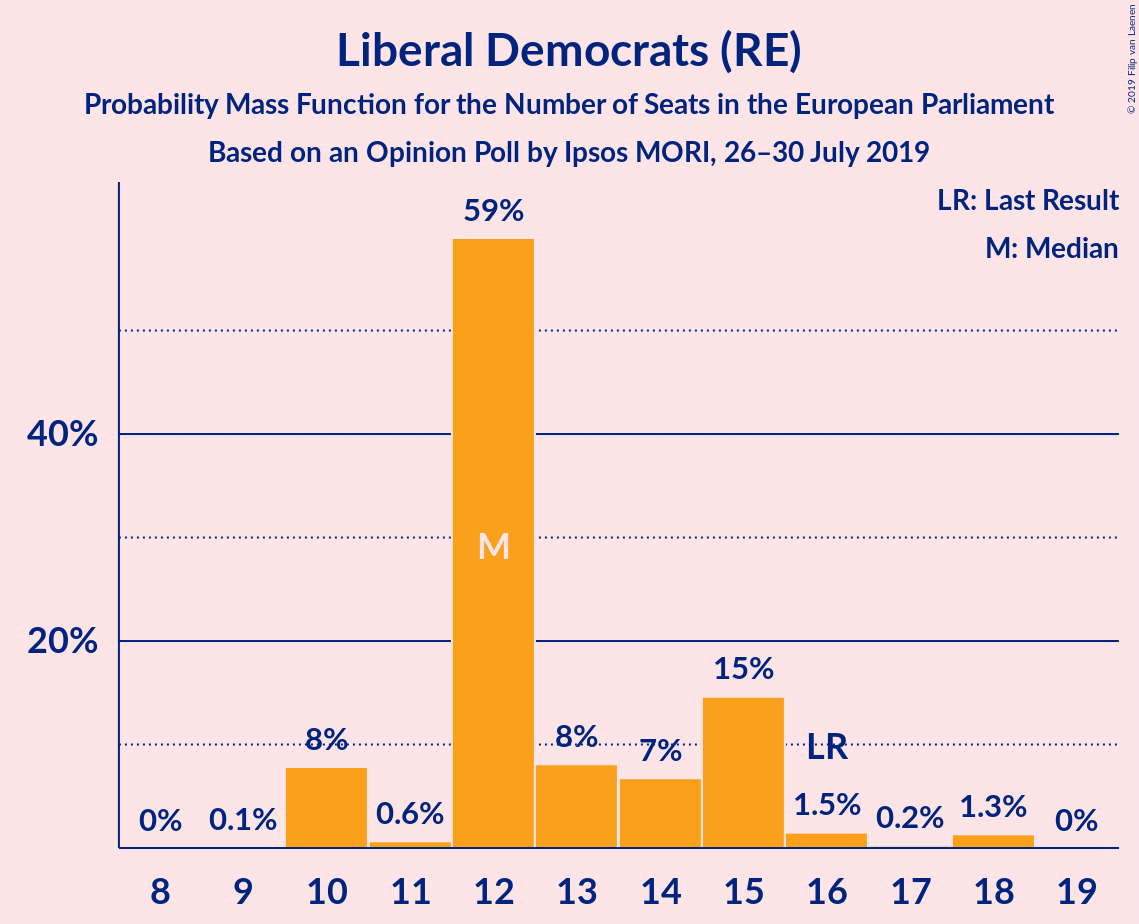 Liberal Democrats (RE)
Probability Mass Function for the Number of Seats in the European Parliament
Based on an Opinion Poll by Ipsos MORI, 26–30 July 2019
© 2019 Filip van Laenen
LR: Last Result
M: Median
59%
40%
M
20%
15%
8%
8%
7%
LR
0%
0.1%
0.6%
1.5%
0.2%
1.3%
0%
8 9 10 11 12 13 14 15 16 17 18 19